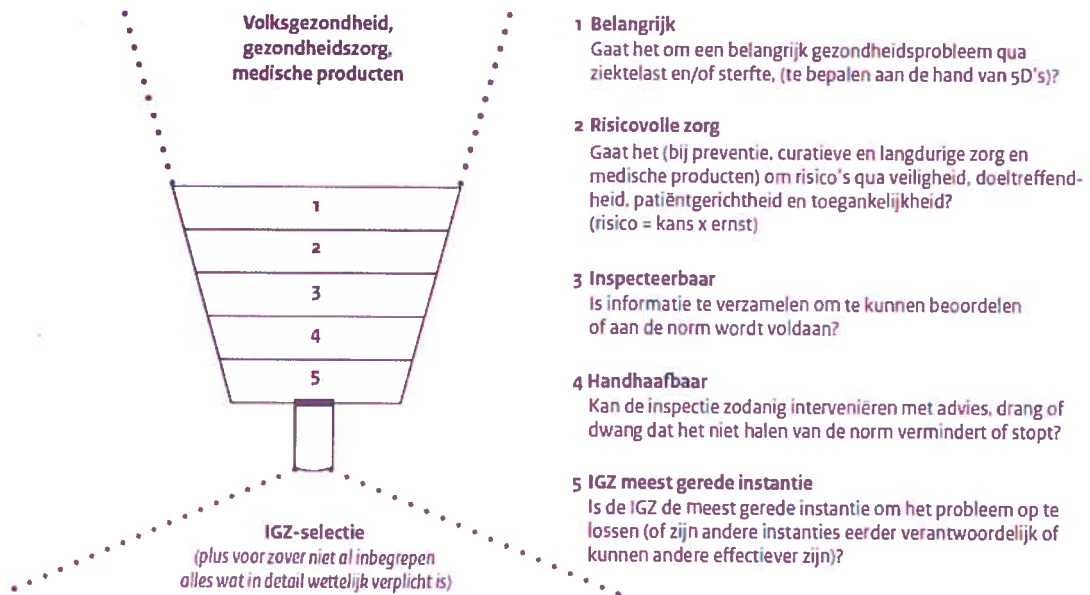 Volksgezondheid,
gezondheidszorg,
medische producten
1
2
3
4
5
IGZ-selectie
(plus voor zover niet al inbegrepen
alles wat in detail wettelijk verplicht is)
1 Belangrijk
Gaat het om een belangrijk gezondheidsprobleem qua
ziektelast en/of sterfte, (te bepalen aan de hand van 5D's)?
2 Risicovolle zorg
Gaat het (bij preventie, curatieve en langdurige zorg en
medische producten) om risico's qua veiligheid, doeltreffend-
heid, patiëntgerichtheid en toegankelijkheid?
(risico = kans x ernst)
3 Inspecteerbaar
Is informatie te verzamelen om te kunnen beoordelen
of aan de norm wordt voldaan?
4 Handhaafbaar
Kan de inspectie zodanig interveniëren met advies, drang of
dwang dat het niet halen van de norm vermindert of stopt?
5 IGZ meest gerede instantie
Is de IGZ de meest gerede instantie om het probleem op te
lossen (of zijn andere instanties eerder verantwoordelijk of
kunnen andere effectiever zijn)?